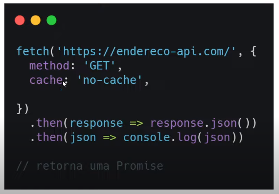 fetch('https://endereco-api.com/', {
  method: 'GET',
  cache: 'no-cache',
})
  .then(response => response.json())
  .then(json => console.log(json))
// retorna uma Promise